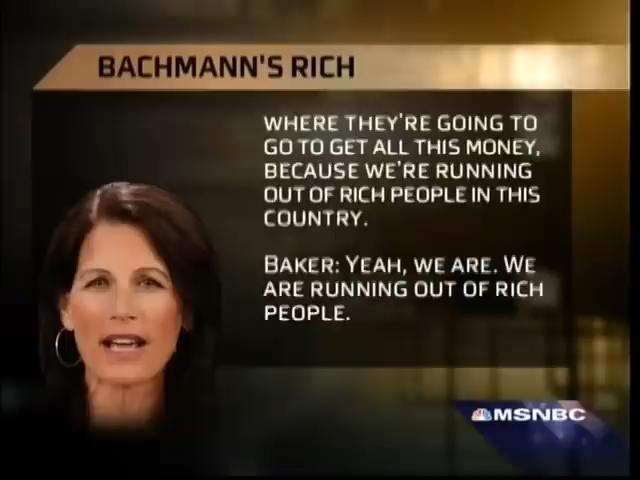 BACHMANN'S RICH
WHERE THEY'RE GOING TO
GO TO GET ALL THIS MONEY,
BECAUSE WE'RE RUNNING
OUT OF RICH PEOPLE IN THIS
COUNTRY.
BAKER: YEAH, WE ARE. WE
ARE RUNNING OUT OF RICH
PEOPLE.
MSNBC